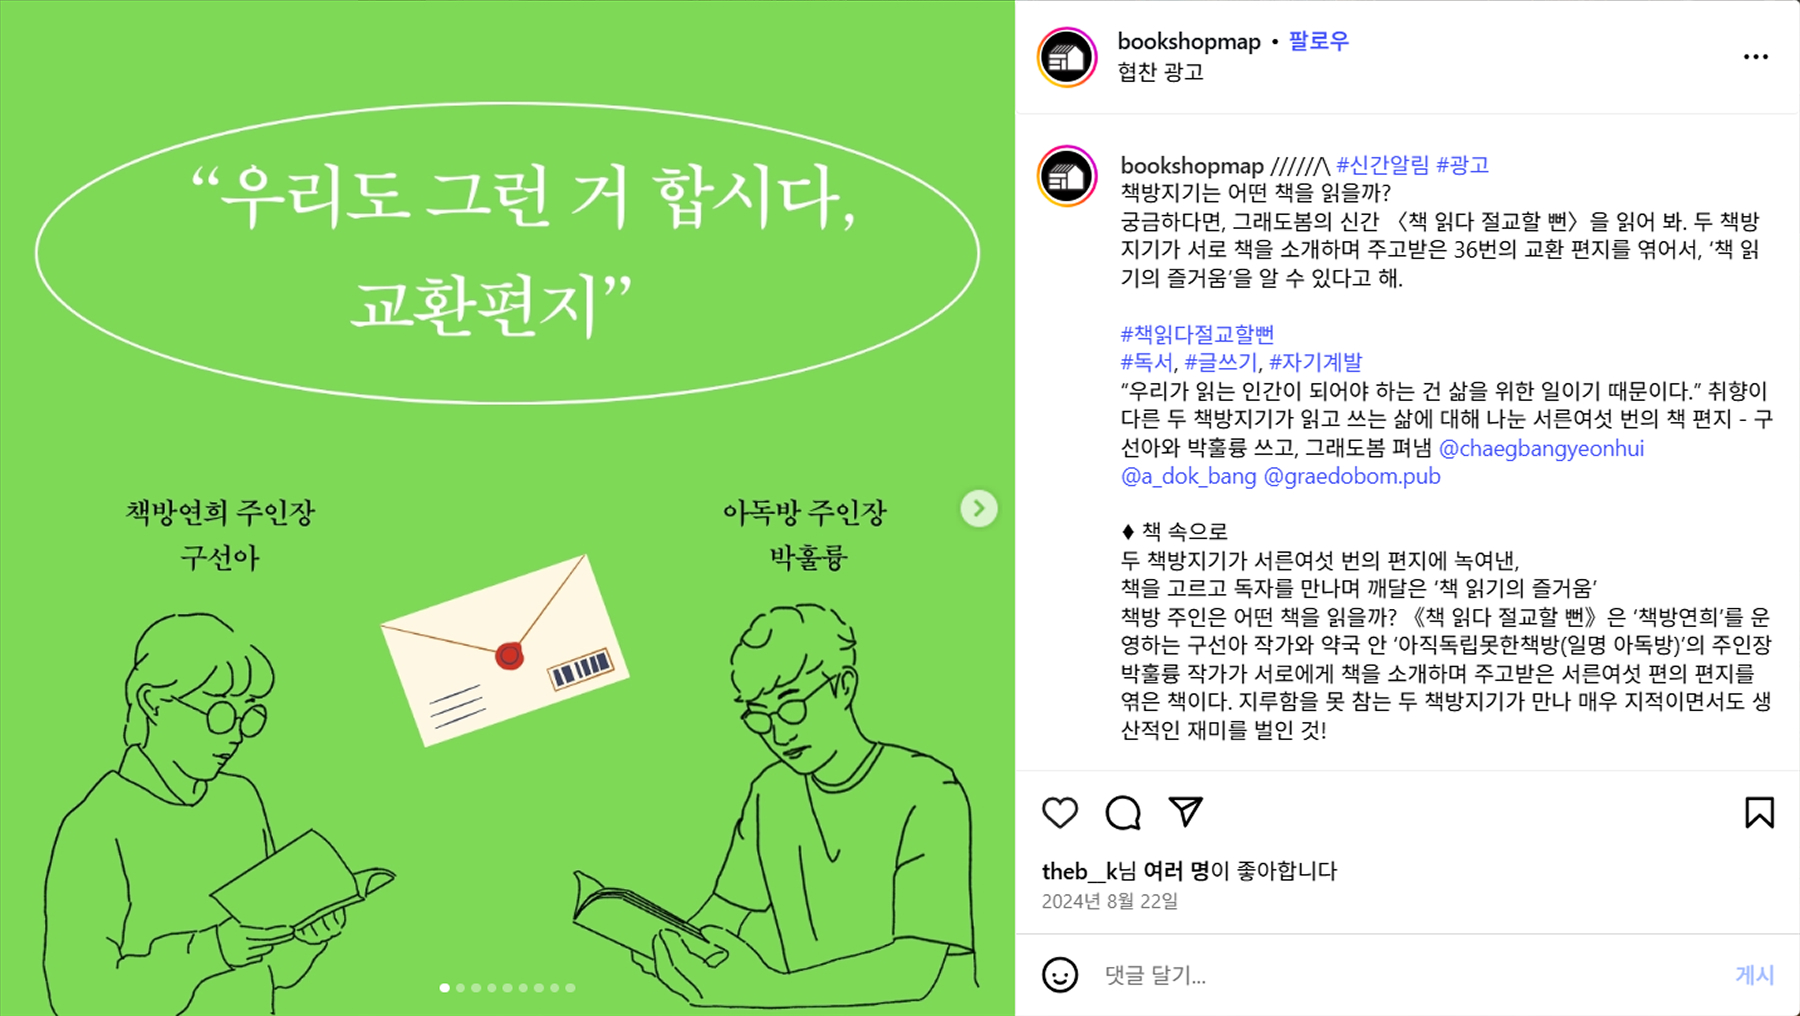 “우리도 그런 거 합시다,
교환편지”
책방연희 주인장
구선아
아독방 주인장
박훌륭
bookshopmap • 팔로우
협찬 광고
bookshopmap //////\ #신간알림 #광고
책방지기는 어떤 책을 읽을까?
궁금하다면, 그래도봄의 신간 〈책 읽다 절교할 뻔〉을 읽어 봐. 두 책방
지기가 서로 책을 소개하며 주고받은 36번의 교환 편지를 엮어서, ‘책 읽
기의 즐거움’을 알 수 있다고 해.
#책읽다절교할뻔
#독서, #글쓰기, #자기계발
“우리가 읽는 인간이 되어야 하는 건 삶을 위한 일이기 때문이다.” 취향이
다른 두 책방지기가 읽고 쓰는 삶에 대해 나눈 서른여섯 번의 책 편지 - 구
선아와 박훌륭 쓰고, 그래도봄 펴냄 @chaegbangyeonhui
@a_dok_bang @graedobom.pub
♦ 책 속으로
두 책방지기가 서른여섯 번의 편지에 녹여낸,
책을 고르고 독자를 만나며 깨달은 ‘책 읽기의 즐거움’
책방 주인은 어떤 책을 읽을까? 《책 읽다 절교할 뻔》은 ‘책방연희’를 운
영하는 구선아 작가와 약국 안 ‘아직독립못한책방(일명 아독방)’의 주인장
박훌륭 작가가 서로에게 책을 소개하며 주고받은 서른여섯 편의 편지를
엮은 책이다. 지루함을 못 참는 두 책방지기가 만나 매우 지적이면서도 생
산적인 재미를 벌인 것!
theb__k님 여러 명이 좋아합니다
2024년 8월 22일
댓글 달기...
게시